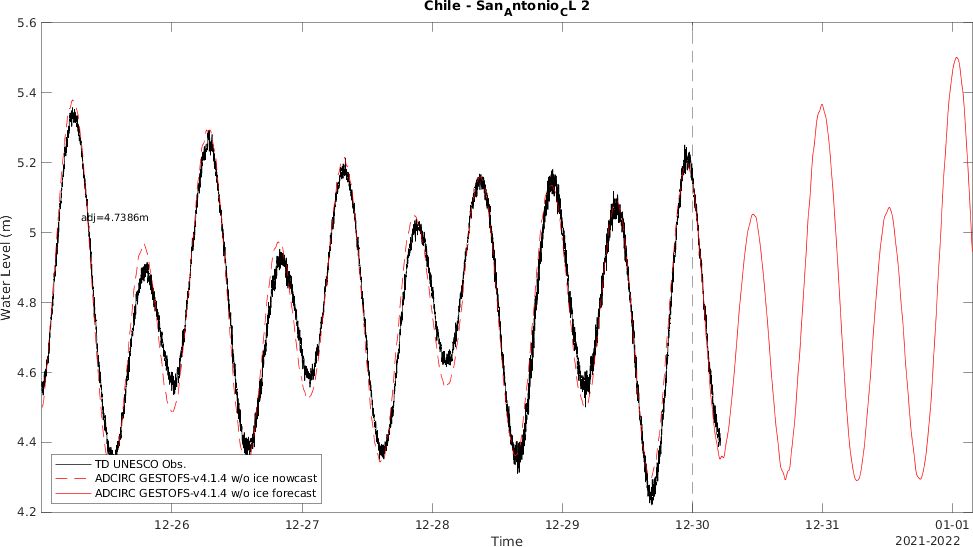 Chile - San_Antonio_CL 2
5.6
5.4
5.2
5
4.8
4.6
4.4
4.2
Water Level (m)
adj=4.7386m
TD UNESCO Obs.
ADCIRC GESTOFS-v4.1.4 w/o ice nowcast
ADCIRC GESTOFS-v4.1.4 w/o ice forecast
12-26 12-27 12-28 12-29 12-30 12-31 01-01
Time
2021-2022